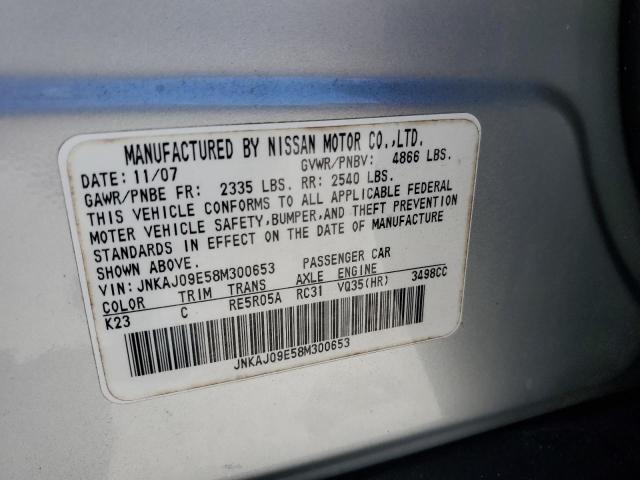 MANUFACTURED BY NISSAN MOTOR CO.,LTD.
DATE: 11/07 GVWR/PNBV: 4866 LBS.
GAWR/PNBE FR: 2335 LBS. RR: 2540 LBS.
THIS VEHICLE CONFORMS TO ALL APPLICABLE FEDERAL
MOTOR VEHICLE SAFETY, BUMPER, AND THEFT PREVENTION
STANDARDS IN EFFECT ON THE DATE OF MANUFACTURE
SHOWN ABOVE.
VIN: JNKAJ09E58M300653 PASSENGER CAR
COLOR TRIM TRANS AXLE ENGINE
K23 C RE5R05A RC31 VQ35(HR) 3498CC
JNKAJ09E58M300653